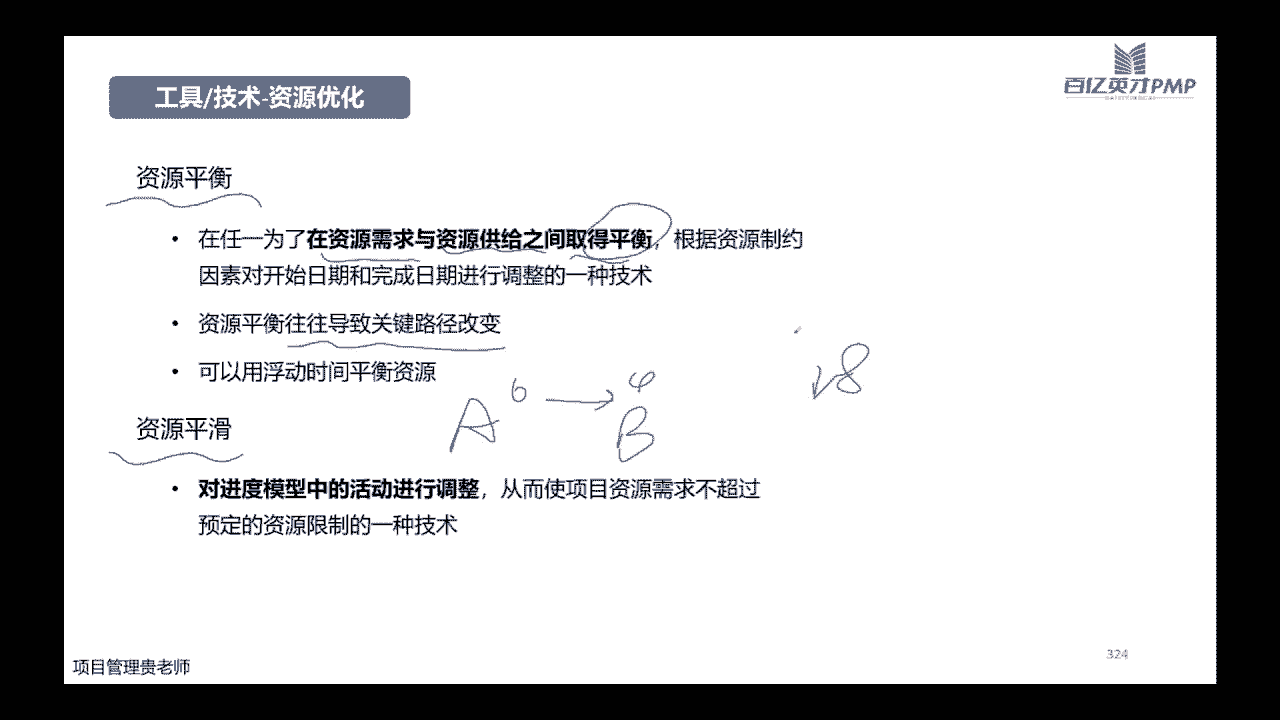 工具/技术-资源优化
百亿英才PMP
资源平衡
• 在任一为了在资源需求与资源供给之间取得平衡，根据资源制约
因素对开始日期和完成日期进行调整的一种技术
• 资源平衡往往导致关键路径改变
• 可以用浮动时间平衡资源
8
6
A
B
资源平滑
• 对进度模型中的活动进行调整，从而使项目资源需求不超过
预定的资源限制的一种技术
324
项目管理贵老师